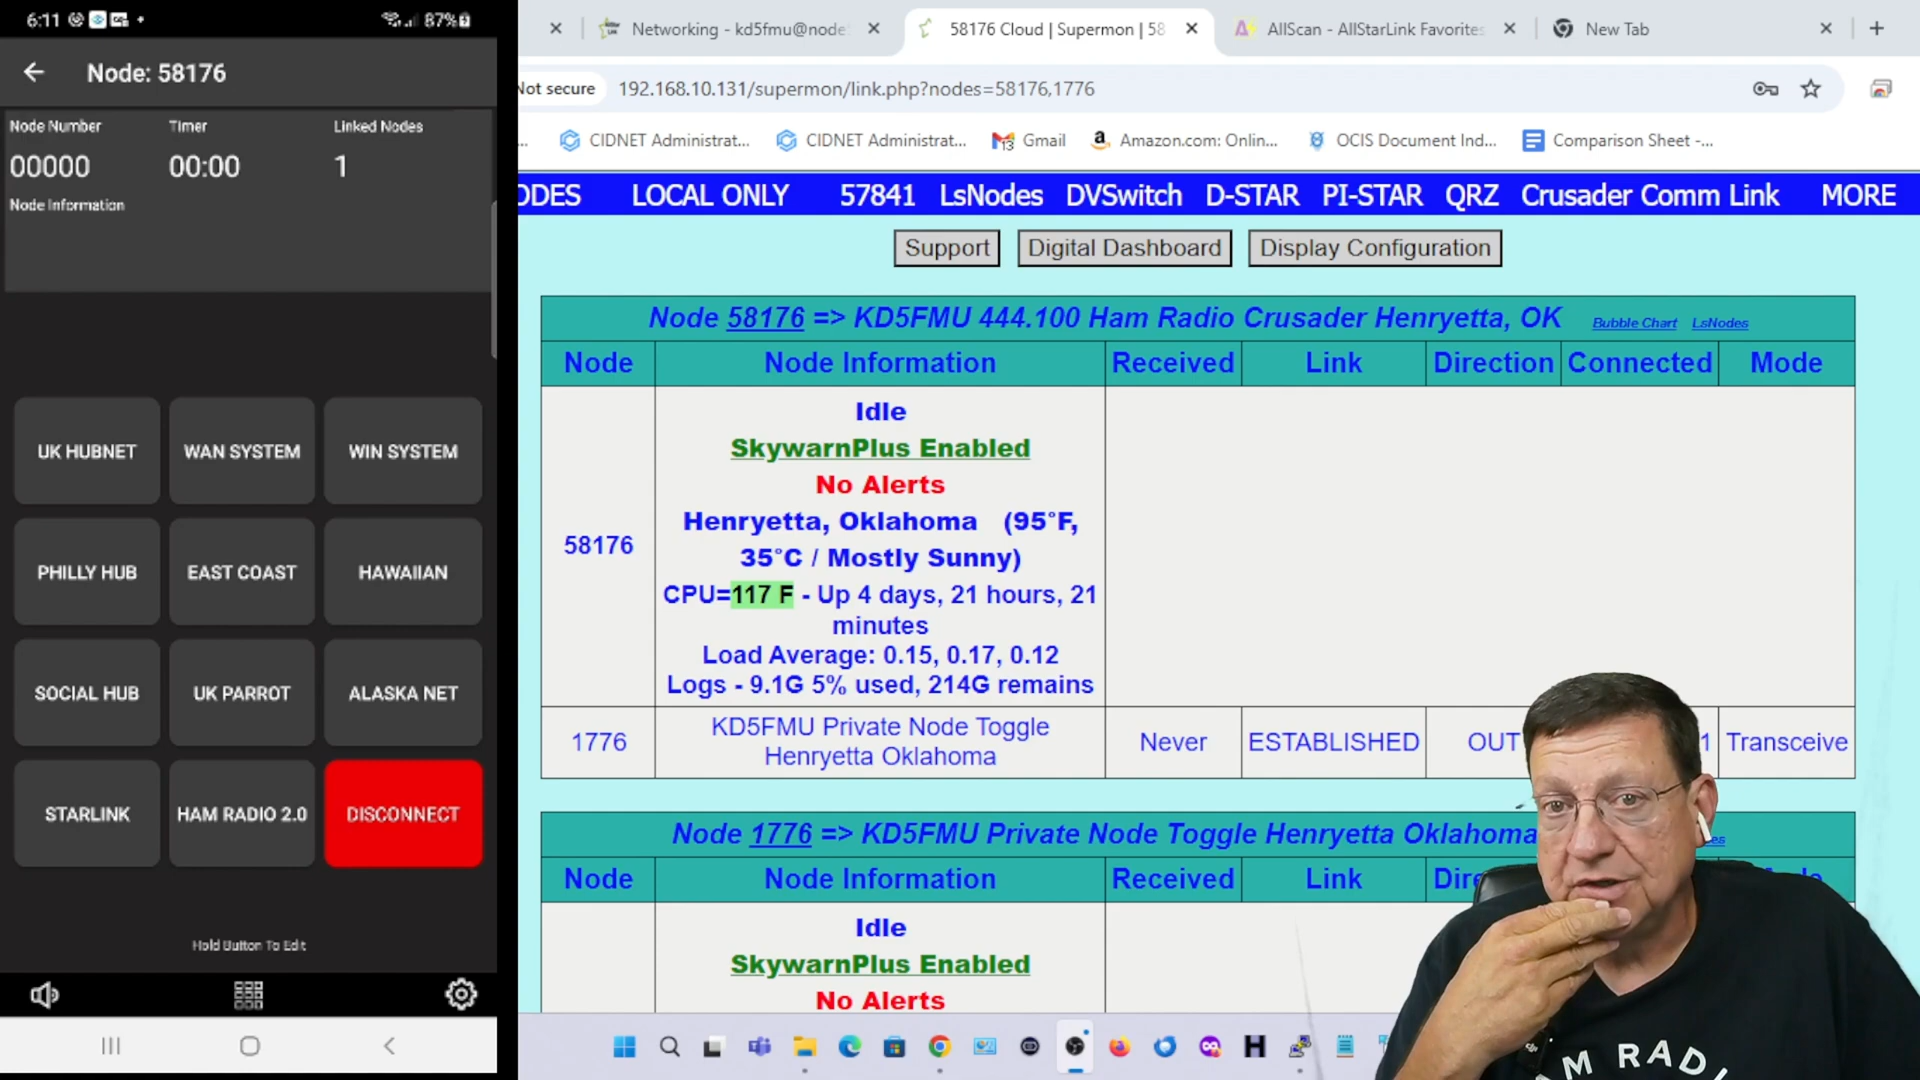 6:11
87%
Node: 58176
Node Number
Timer
Linked Nodes
00000
00:00
1
Node Information
UK HUBNET
WAN SYSTEM
WIN SYSTEM
PHILLY HUB
EAST COAST
HAWAIIAN
SOCIAL HUB
UK PARROT
ALASKA NET
STARLINK
HAM RADIO 2.0
DISCONNECT
Hold Button To Edit
Networking - kd5fmu@node
58176 Cloud | Supermon | 58
AllScan - AllStarLink Favorites
New Tab
Not secure
192.168.10.131/supermon/link.php?nodes=58176,1776
...
CIDNET Administrat...
CIDNET Administrat...
13
Gmail
Amazon.com: Onlin...
OCIS Document Ind...
Comparison Sheet -...
ODES
LOCAL ONLY
57841
LsNodes
DVSwitch
D-STAR
PI-STAR
QRZ
Crusader Comm Link
MORE
Support
Digital Dashboard
Display Configuration
Node 58176 => KD5FMU 444.100 Ham Radio Crusader Henryetta, OK
Bubble Chart
LsNodes
Node
Node Information
Received
Link
Direction
Connected
Mode
58176
Idle
SkywarnPlus Enabled
No Alerts
Henryetta, Oklahoma (95°F,
35°C / Mostly Sunny)
CPU=117 F - Up 4 days, 21 hours, 21
minutes
Load Average: 0.15, 0.17, 0.12
Logs - 9.1G 5% used, 214G remains
1776
KD5FMU Private Node Toggle
Henryetta Oklahoma
Never
ESTABLISHED
OUT
1
Transceive
Node 1776 => KD5FMU Private Node Toggle Henryetta Oklahoma
Node
Node Information
Received
Link
Idle
SkywarnPlus Enabled
No Alerts